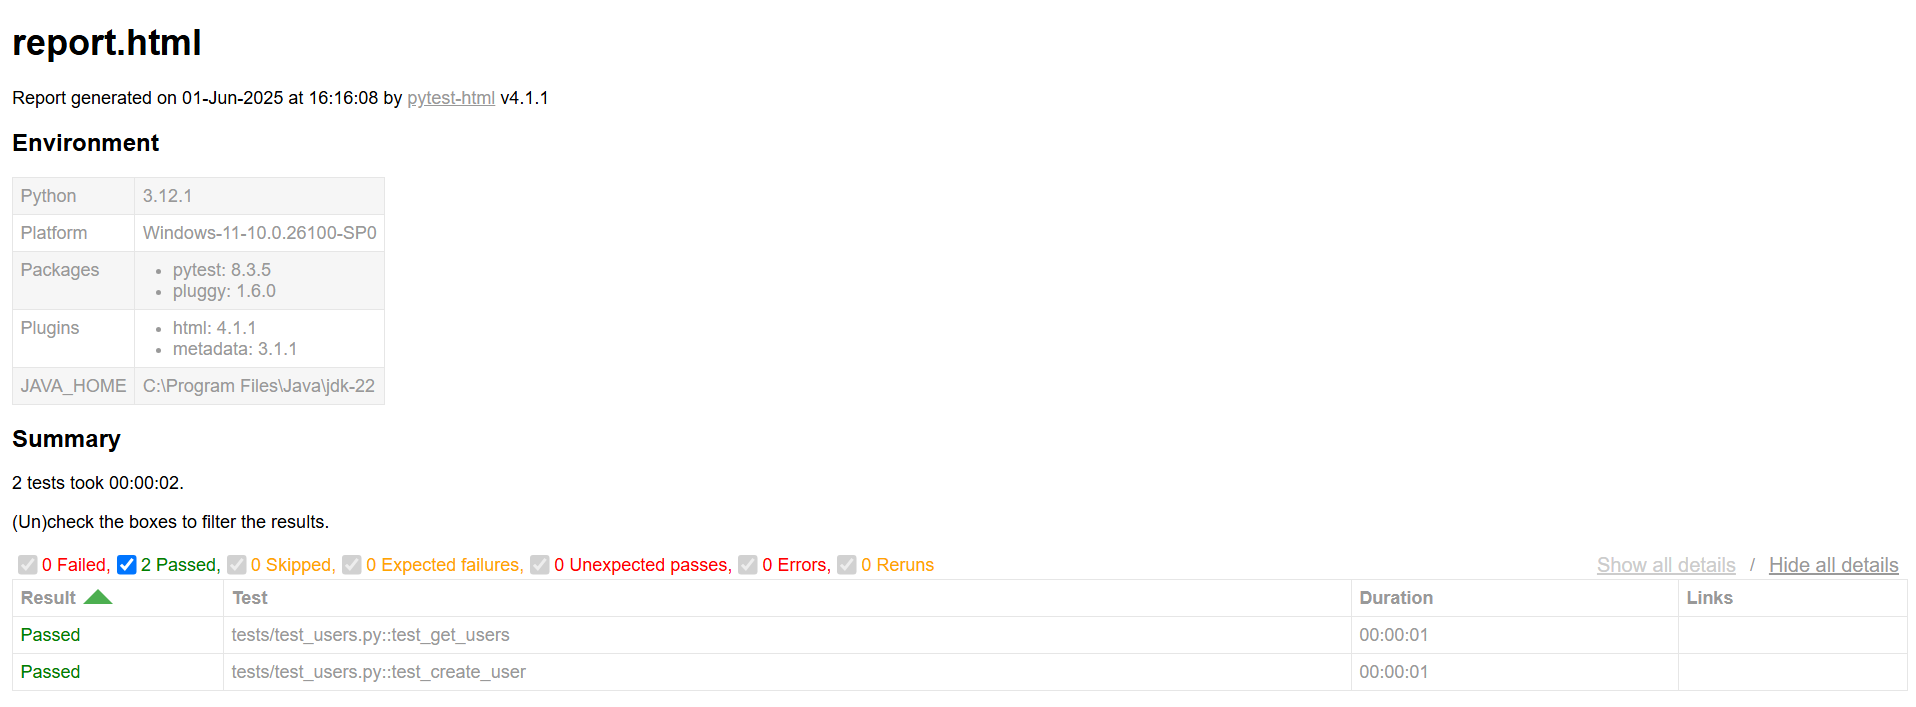 report.html
Report generated on 01-Jun-2025 at 16:16:08 by pytest-html v4.1.1
Environment
Python 3.12.1
Platform Windows-11-10.0.26100-SP0
Packages
pytest: 8.3.5
pluggy: 1.6.0
Plugins
html: 4.1.1
metadata: 3.1.1
JAVA_HOME C:\Program Files\Java\jdk-22
Summary
2 tests took 00:00:02.
(Un)check the boxes to filter the results.
0 Failed, 2 Passed, 0 Skipped, 0 Expected failures, 0 Unexpected passes, 0 Errors, 0 Reruns Show all details / Hide all details
Result Test Duration Links
Passed tests/test_users.py::test_get_users 00:00:01
Passed tests/test_users.py::test_create_user 00:00:01